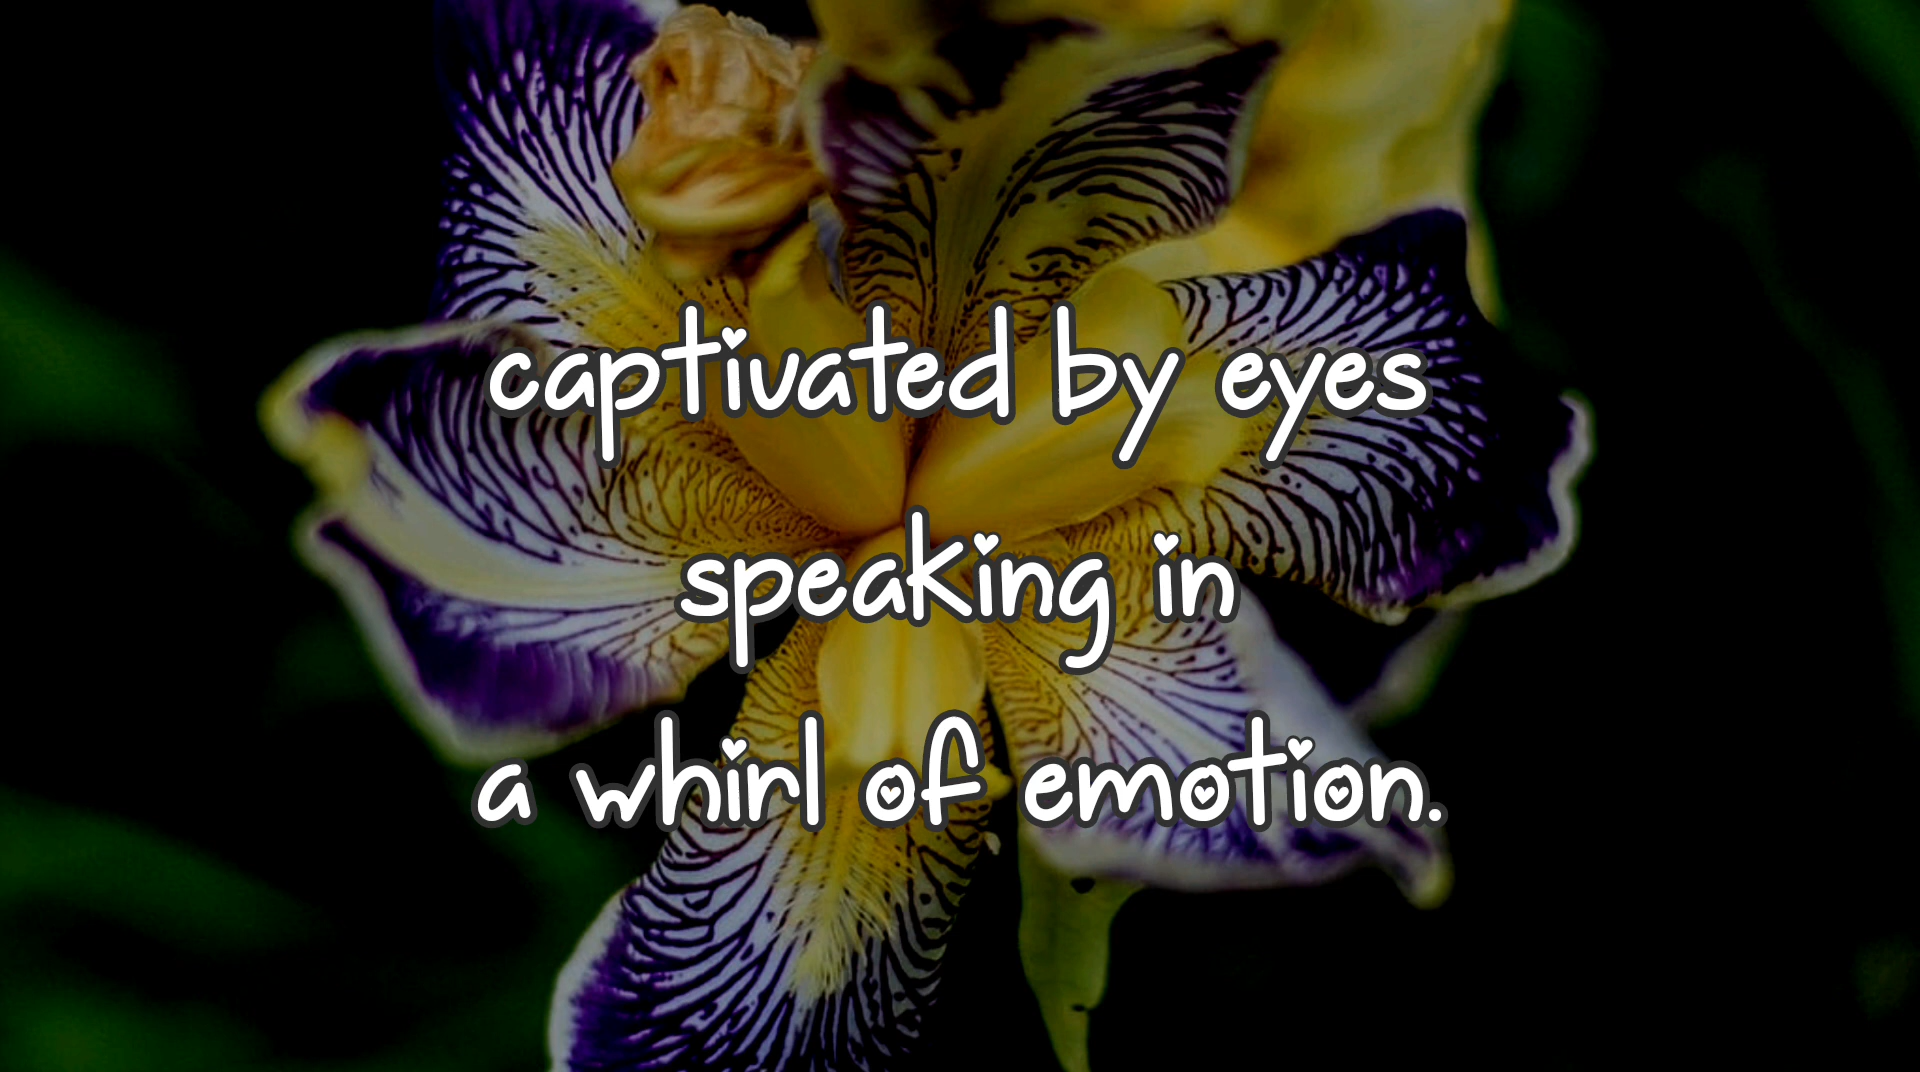 captivated by eyes
speaking in
a whirl of emotion.